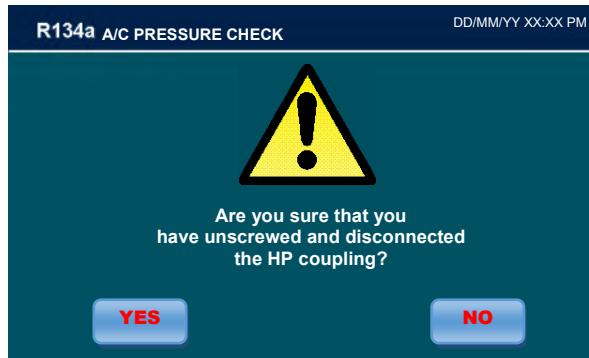 R134a A/C PRESSURE CHECK
DD/MM/YY XX:XX PM
Are you sure that you
have unscrewed and disconnected
the HP coupling?
YES
NO